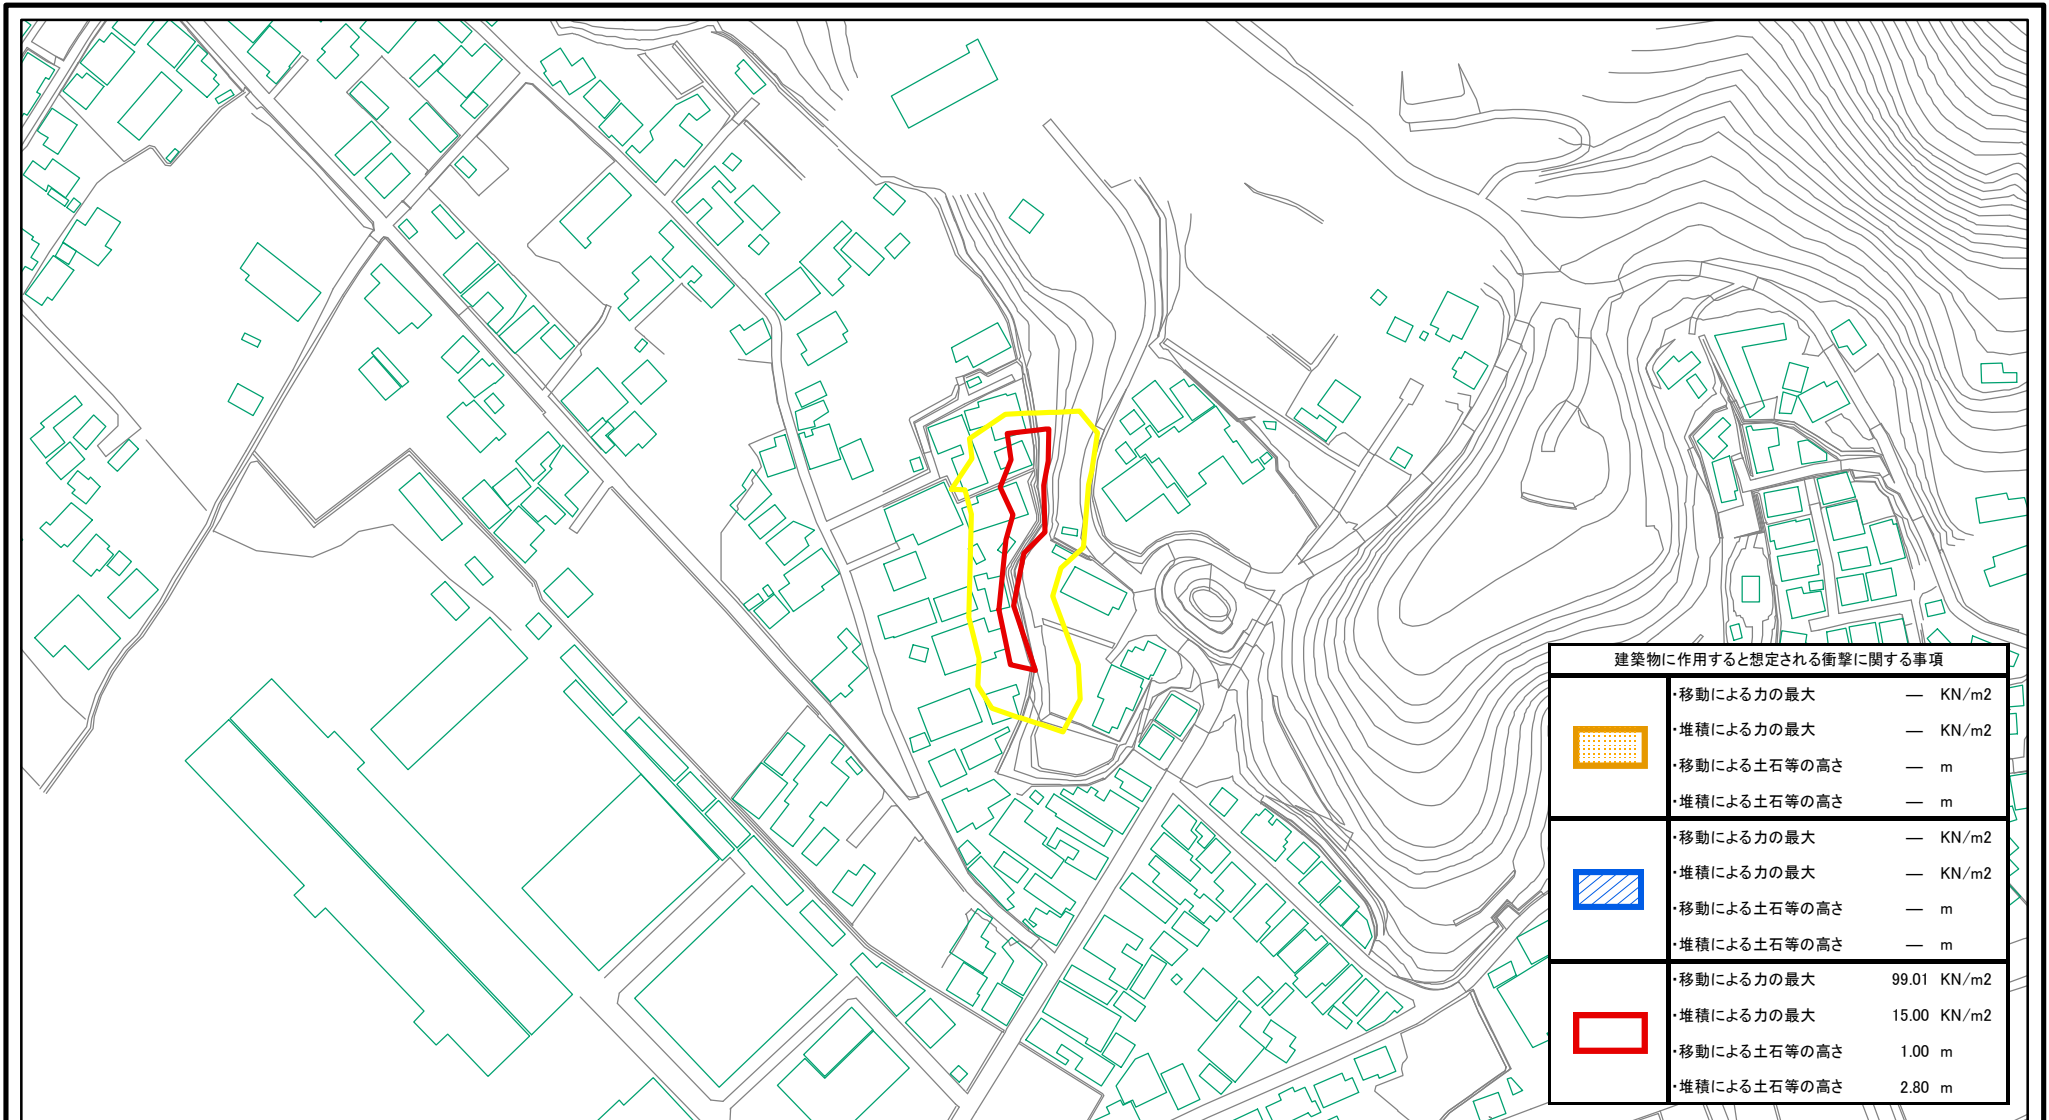 建築物に作用すると想定される衝撃に関する事項
・移動による力の最大 ― KN/m2
・堆積による力の最大 ― KN/m2
・移動による土石等の高さ ― m
・堆積による土石等の高さ ― m
・移動による力の最大 ― KN/m2
・堆積による力の最大 ― KN/m2
・移動による土石等の高さ ― m
・堆積による土石等の高さ ― m
・移動による力の最大 99.01 KN/m2
・堆積による力の最大 15.00 KN/m2
・移動による土石等の高さ 1.00 m
・堆積による土石等の高さ 2.80 m